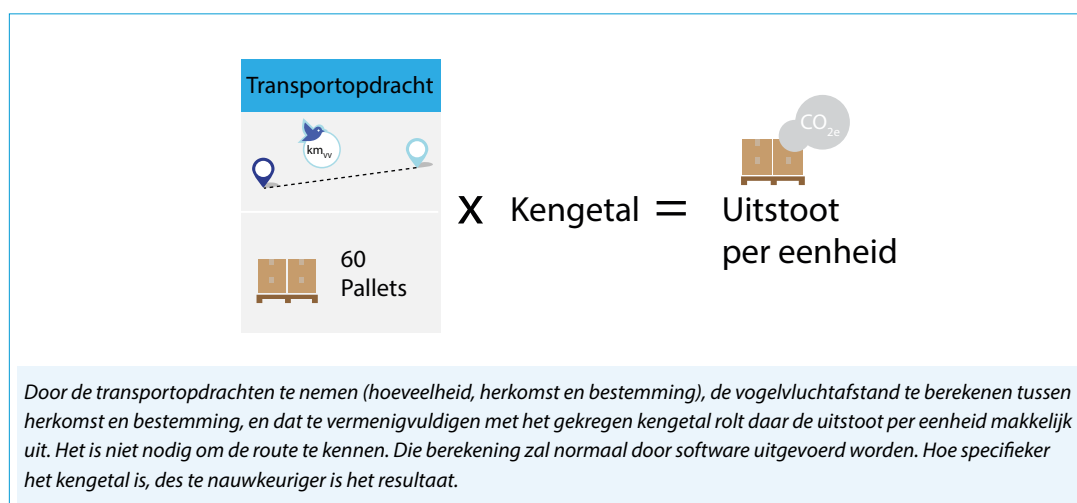 Transportopdracht
km vv
60
Pallets
x Kengetal = Uitstoot
per eenheid
CO2e
Door de transportopdrachten te nemen (hoeveelheid, herkomst en bestemming), de vogelvluchtafstand te berekenen tussen
herkomst en bestemming, en dat te vermenigvuldigen met het gekregen kengetal rolt daar de uitstoot per eenheid makkelijk
uit. Het is niet nodig om de route te kennen. Die berekening zal normaal door software uitgevoerd worden. Hoe specifieker
het kengetal is, des te nauwkeuriger is het resultaat.